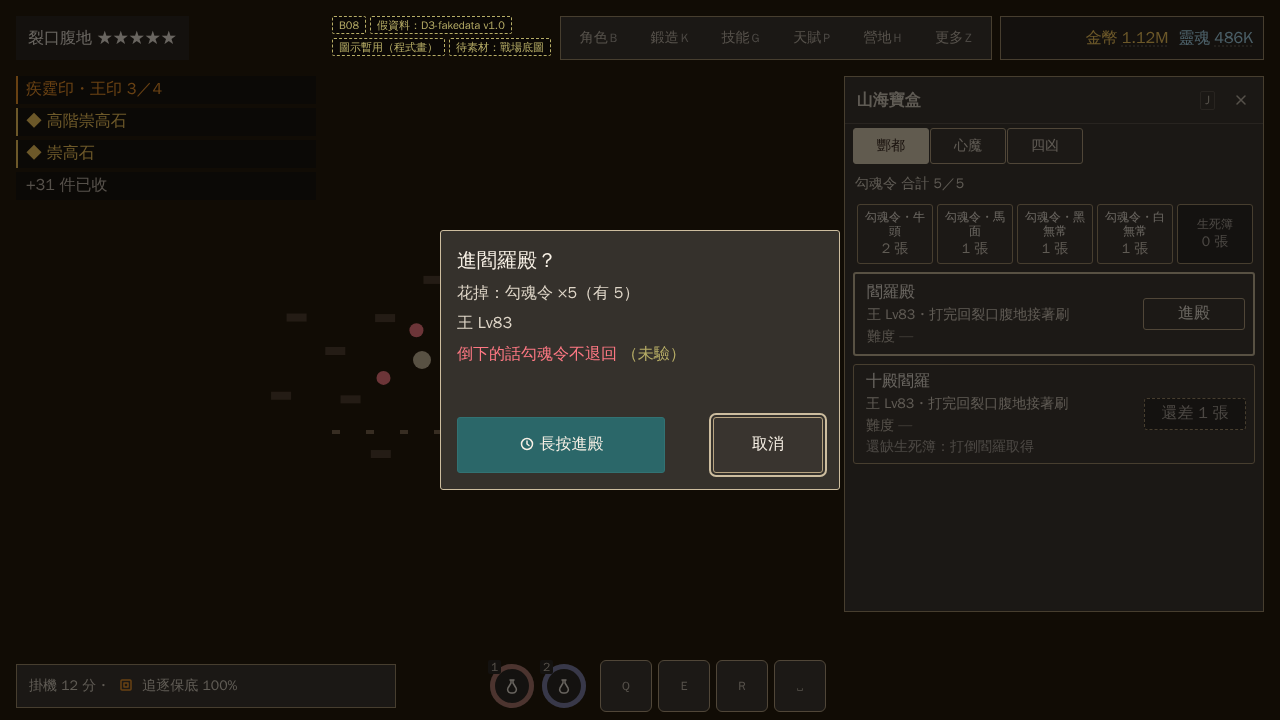 裂口腹地 ★★★★★
B08 假資料：D3-fakedata v1.0
圖示暫用（程式畫） 待素材：戰場底圖
角色B 鍛造K 技能G 天賦P 營地H 更多Z
金幣 1.12M 靈魂 486K
疾霆印・王印 3／4
◆ 高階崇高石
◆ 崇高石
+31 件已收
山海寶盒 J ✕
酆都 心魔 四凶
勾魂令 合計 5／5
勾魂令・牛頭 2 張
勾魂令・馬面 1 張
勾魂令・黑無常 1 張
勾魂令・白無常 1 張
生死簿 0 張
閻羅殿
王 Lv83・打完回裂口腹地接著刷
難度 —
進殿
十殿閻羅
王 Lv83・打完回裂口腹地接著刷
難度 —
還缺生死簿：打倒閻羅取得
還差 1 張
進閻羅殿？
花掉：勾魂令 ×5（有 5）
王 Lv83
倒下的話勾魂令不退回 （未驗）
長按進殿 取消
掛機 12 分・ 追逐保底 100%
1 2 Q E R ␣